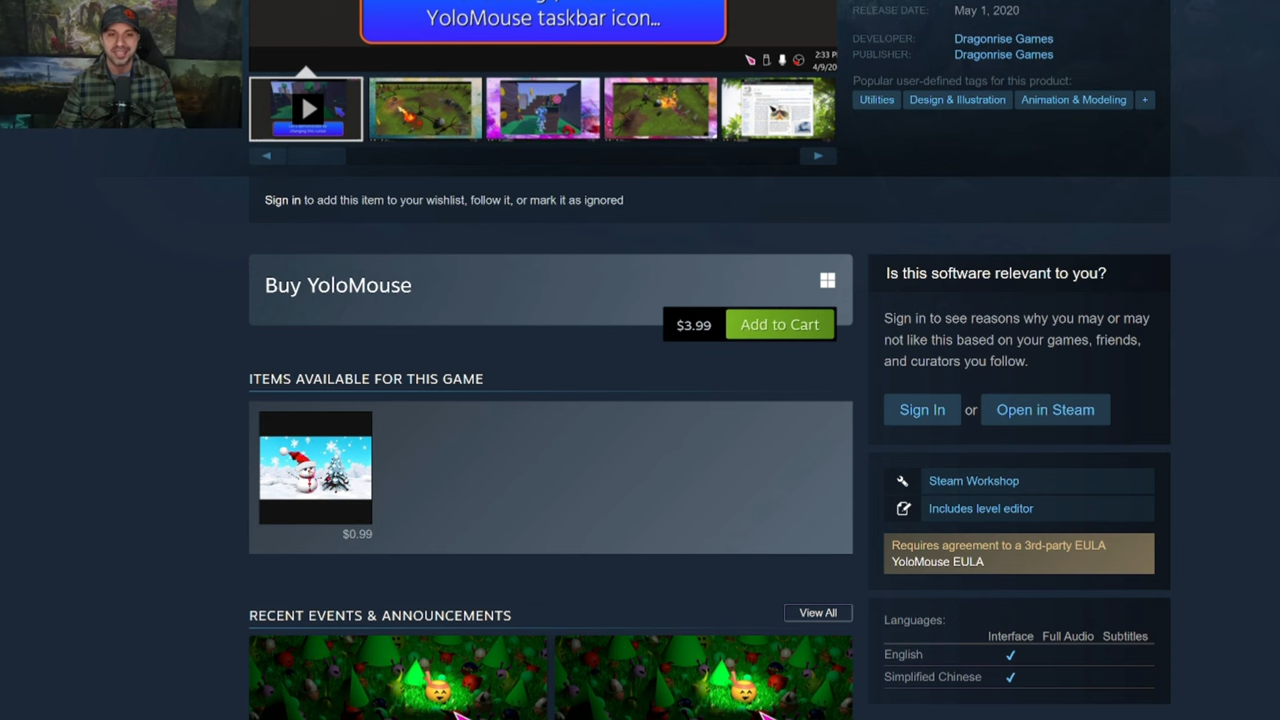 YoloMouse taskbar icon...
2:33 P
4/9/20
RELEASE DATE: May 1, 2020
DEVELOPER: Dragonrise Games
PUBLISHER: Dragonrise Games
Popular user-defined tags for this product:
Utilities Design & Illustration Animation & Modeling +
Sign in to add this item to your wishlist, follow it, or mark it as ignored
Buy YoloMouse
$3.99 Add to Cart
ITEMS AVAILABLE FOR THIS GAME
$0.99
RECENT EVENTS & ANNOUNCEMENTS
View All
Is this software relevant to you?
Sign in to see reasons why you may or may
not like this based on your games, friends,
and curators you follow.
Sign In or Open in Steam
Steam Workshop
Includes level editor
Requires agreement to a 3rd-party EULA
YoloMouse EULA
Languages:
Interface Full Audio Subtitles
English ✔
Simplified Chinese ✔